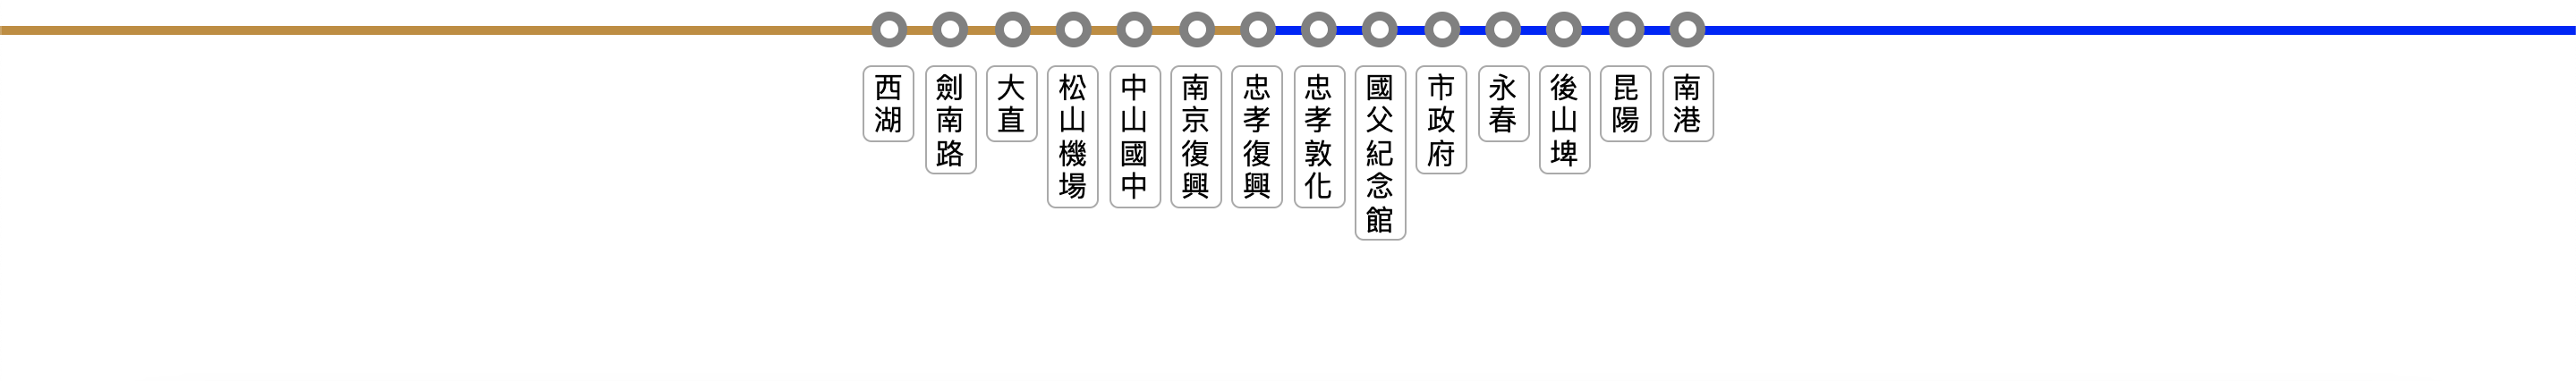 西湖
劍南路
大直
松山機場
中山國中
南京復興
忠孝復興
忠孝敦化
國父紀念館
市政府
永春
後山埤
昆陽
南港